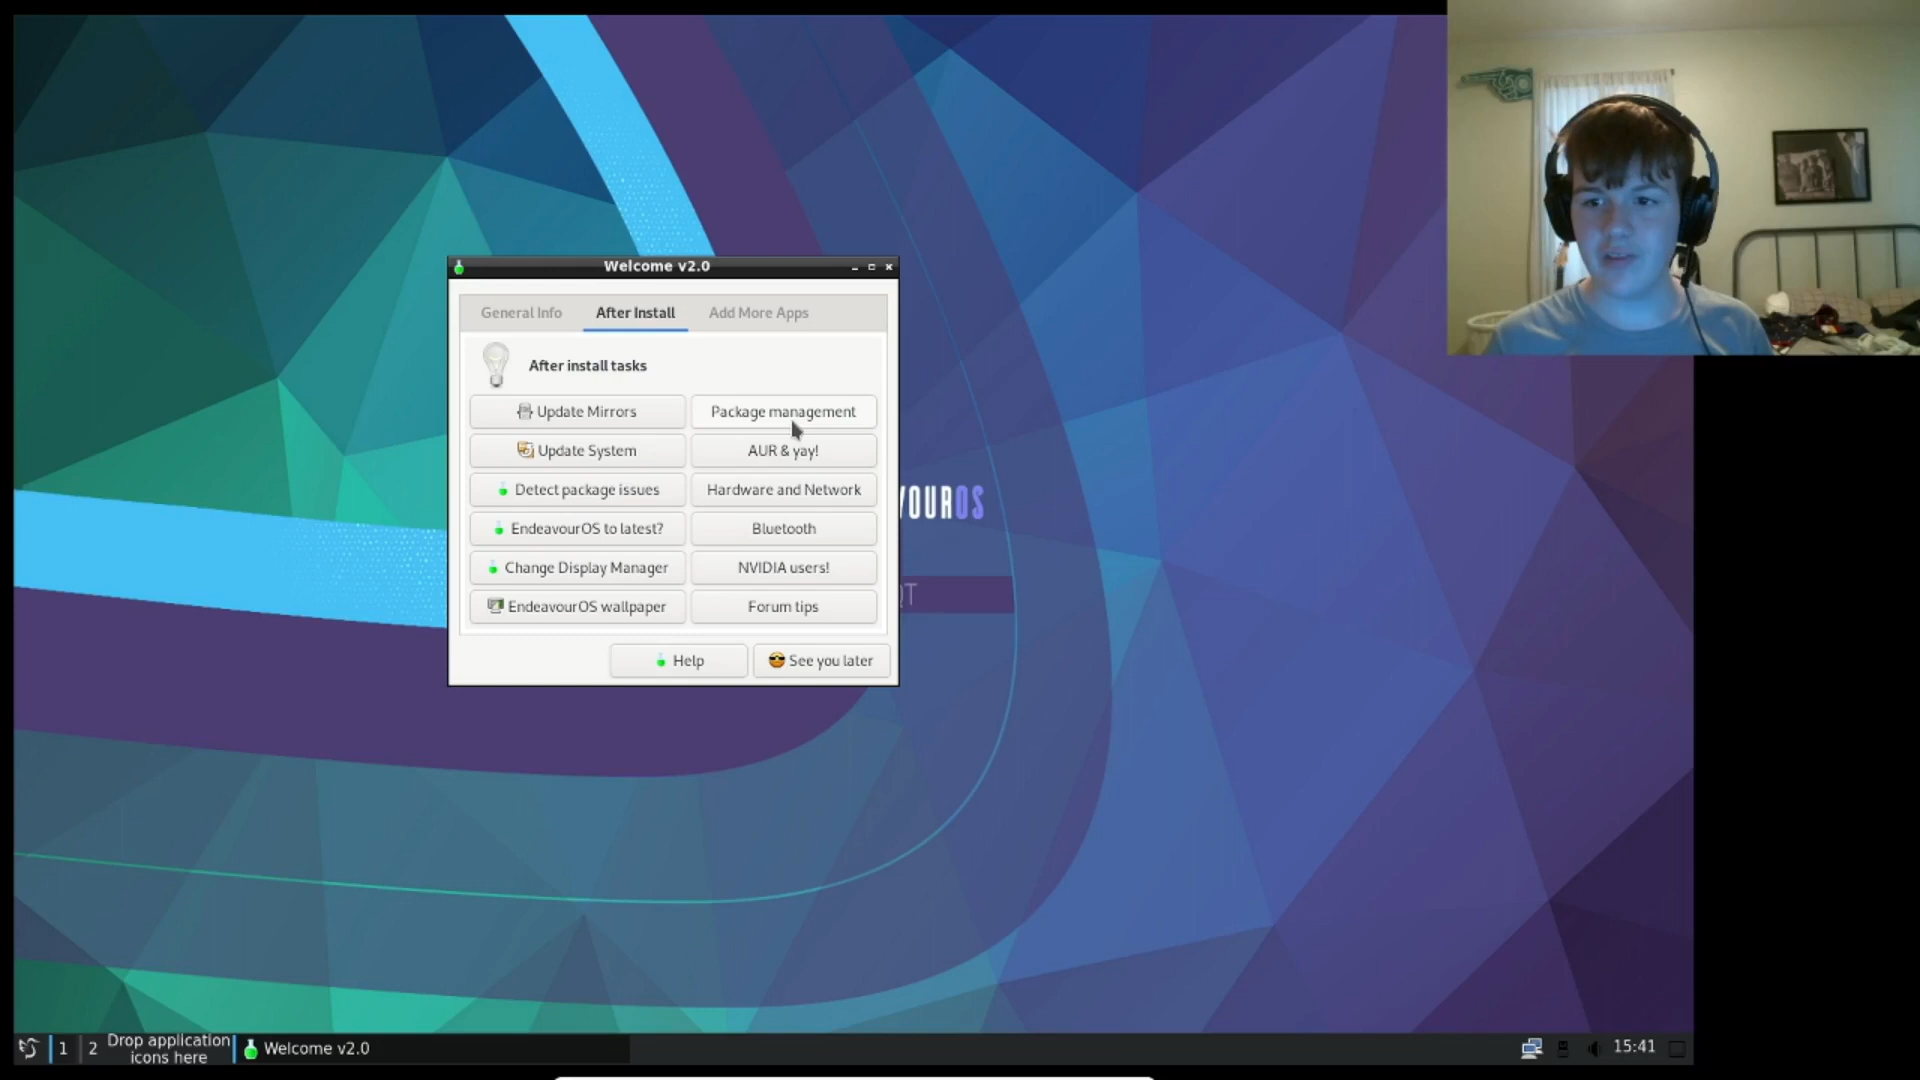 Welcome v2.0
General Info
After Install
Add More Apps
After install tasks
Update Mirrors
Package management
Update System
AUR & yay!
Detect package issues
Hardware and Network
EndeavourOS to latest?
Bluetooth
Change Display Manager
NVIDIA users!
EndeavourOS wallpaper
Forum tips
Help
See you later
VOUROS
QT
1
2
Drop application
icons here
Welcome v2.0
15:41